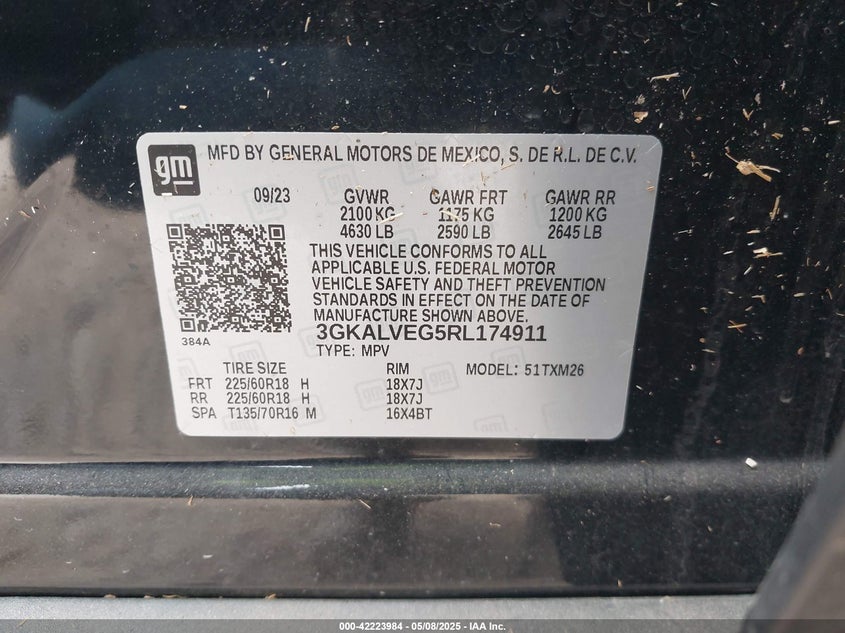 gm
MFD BY GENERAL MOTORS DE MEXICO, S. DE R.L. DE C.V.
09/23 GVWR GAWR FRT GAWR RR
2100 KG 1175 KG 1200 KG
4630 LB 2590 LB 2645 LB
THIS VEHICLE CONFORMS TO ALL
APPLICABLE U.S. FEDERAL MOTOR
VEHICLE SAFETY AND THEFT PREVENTION
STANDARDS IN EFFECT ON THE DATE OF
MANUFACTURE SHOWN ABOVE.
384A
3GKALVEG5RL174911
TYPE: MPV
TIRE SIZE RIM MODEL: 51TXM26
FRT 225/60R18 H 18X7J
RR 225/60R18 H 18X7J
SPA T135/70R16 M 16X4BT
000-42223984 - 05/08/2025 - IAA Inc.